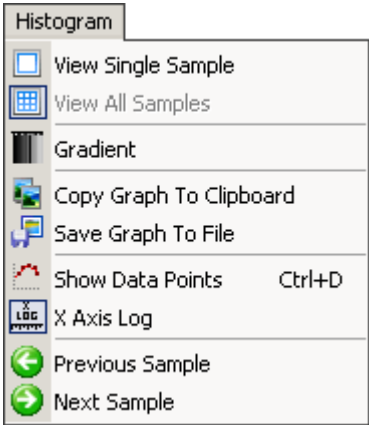 Histogram
View Single Sample
View All Samples
Gradient
Copy Graph To Clipboard
Save Graph To File
Show Data Points Ctrl+D
X LOG X Axis Log
Previous Sample
Next Sample